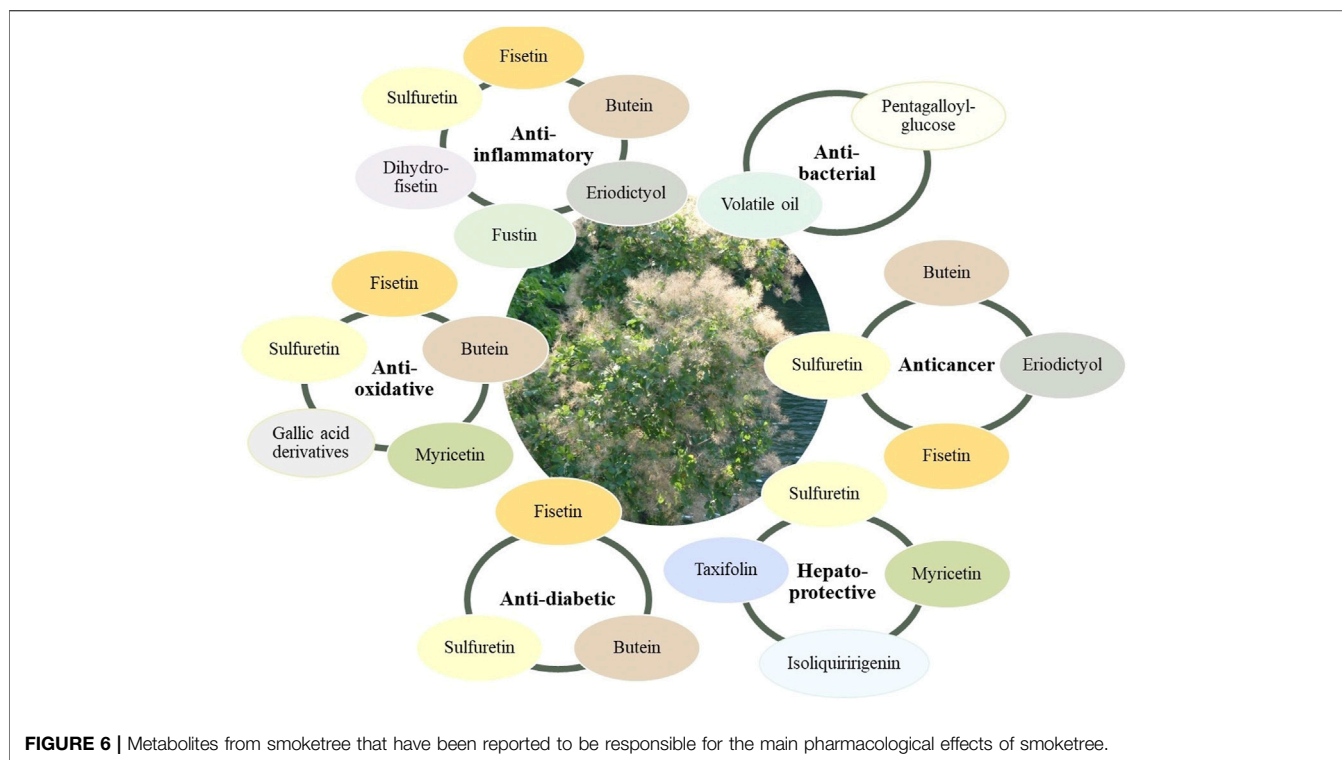 Fisetin
Sulfuretin
Butein
Anti-
inflammatory
Dihydro-
fisetin
Eriodictyol
Fustin
Pentagalloyl-
glucose
Anti-
bacterial
Volatile oil
Fisetin
Sulfuretin
Butein
Anti-
oxidative
Gallic acid
derivatives
Myricetin
Butein
Sulfuretin
Anticancer
Eriodictyol
Fisetin
Fisetin
Anti-diabetic
Sulfuretin
Butein
Sulfuretin
Taxifolin
Hepato-
protective
Myricetin
Isoliquiririgenin
FIGURE 6 | Metabolites from smoketree that have been reported to be responsible for the main pharmacological effects of smoketree.